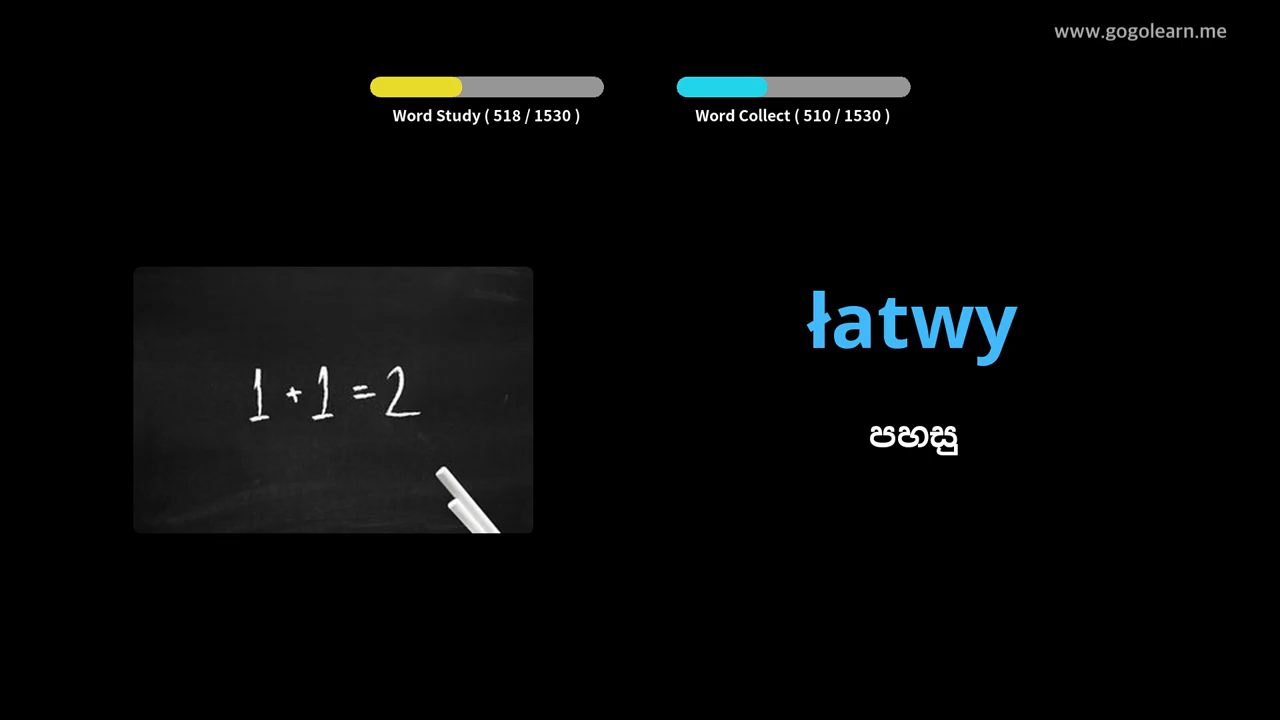 www.gogolearn.me
Word Study ( 518 / 1530 )
Word Collect ( 510 / 1530 )
1 + 1 = 2
łatwy
පහසු